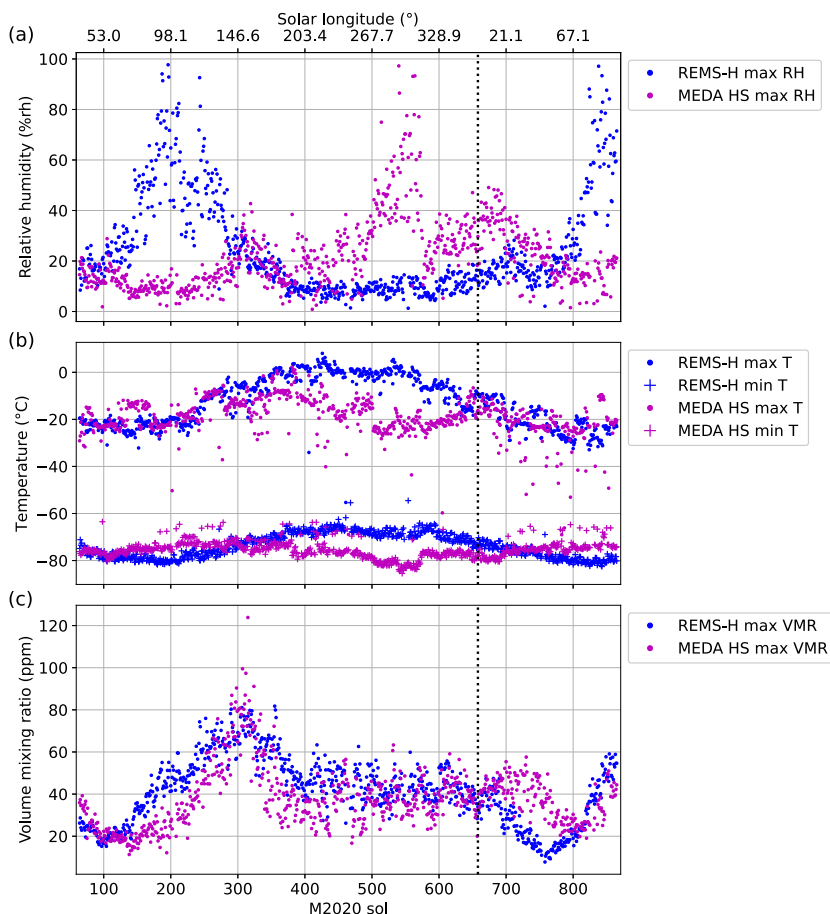 Solar longitude (°)
(a) 53.0 98.1 146.6 203.4 267.7 328.9 21.1 67.1
Relative humidity (%rh)
100
80
60
40
20
0
REMS-H max RH
MEDA HS max RH
(b)
Temperature (°C)
0
−20
−40
−60
−80
REMS-H max T
REMS-H min T
MEDA HS max T
MEDA HS min T
(c)
Volume mixing ratio (ppm)
120
100
80
60
40
20
REMS-H max VMR
MEDA HS max VMR
100 200 300 400 500 600 700 800
M2020 sol